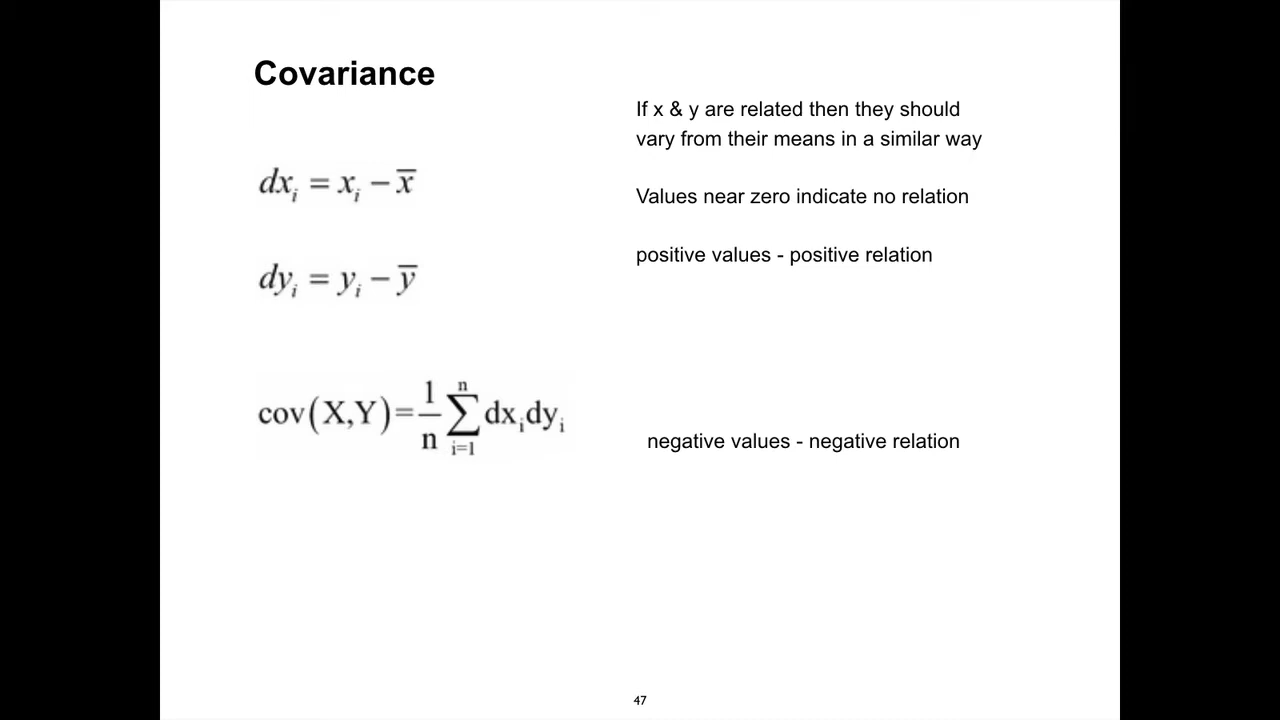 Covariance
If x & y are related then they should
vary from their means in a similar way
dxᵢ = xᵢ − x̅
Values near zero indicate no relation
positive values - positive relation
dyᵢ = yᵢ − y̅
cov(X,Y)=1/n ∑ᵢ₌₁ⁿ dxᵢdyᵢ
negative values - negative relation
47